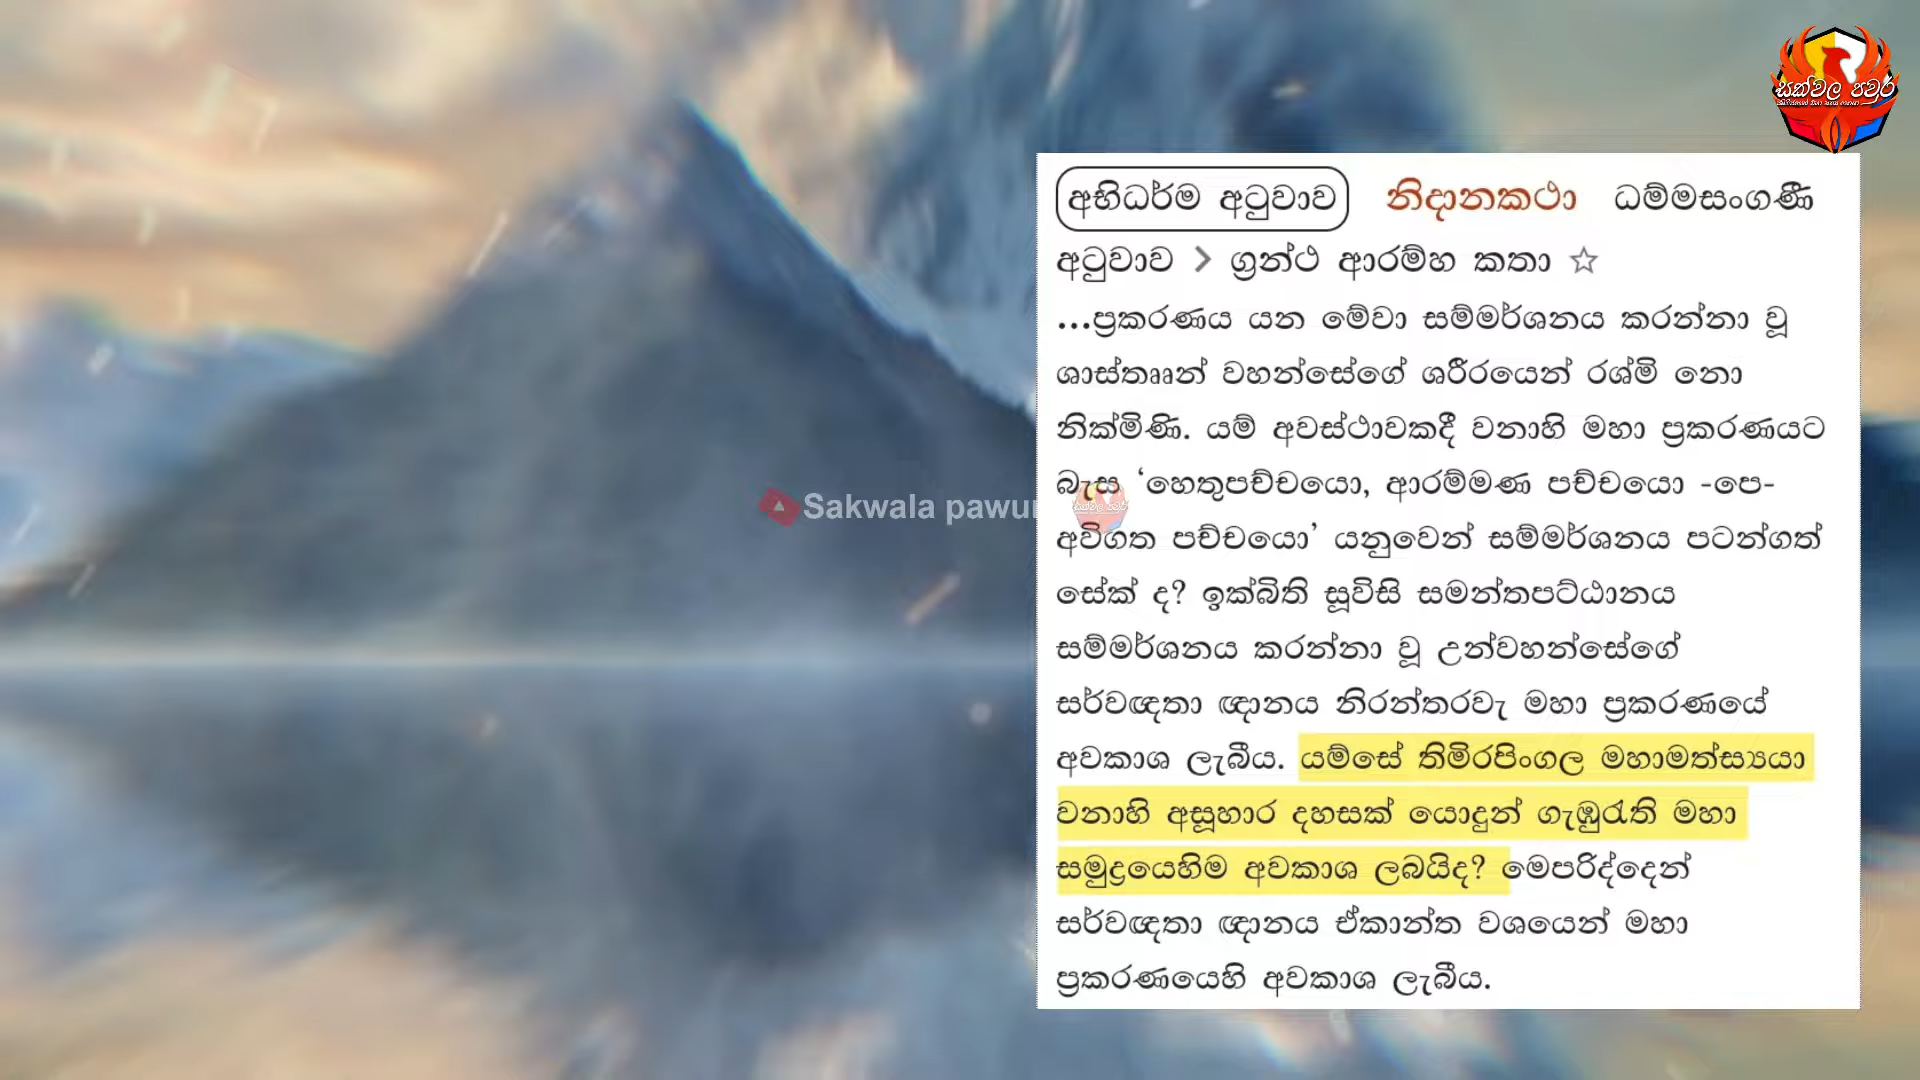 සක්වල පවුර
අභිධර්ම අටුවාව නිදානකථා ධම්මසංගණී
අටුවාව > ග්‍රන්ථ ආරම්භ කතා ☆
...ප්‍රකරණය යන මේවා සම්මර්ශනය කරන්නා වූ
ශාස්තෲන් වහන්සේගේ ශරීරයෙන් රශ්මි නො
නික්මිණි. යම් අවස්ථාවකදී වනාහි මහා ප්‍රකරණයට
බැස ‘හෙතුපච්චයො, ආරම්මණ පච්චයො -පෙ-
Sakwala pawur
අවිගත පච්චයො’ යනුවෙන් සම්මර්ශනය පටන්ගත්
සේක් ද? ඉක්බිති සූවිසි සමන්තපට්ඨානය
සම්මර්ශනය කරන්නා වූ උන්වහන්සේගේ
සර්වඥතා ඥානය නිරන්තරවැ මහා ප්‍රකරණයේ
අවකාශ ලැබීය. යම්සේ තිමිරපිංගල මහාමත්ස්‍යයා
වනාහි අසූහාර දහසක් යොදුන් ගැඹුරැති මහා
සමුද්‍රයෙහිම අවකාශ ලබයිද? මෙපරිද්දෙන්
සර්වඥතා ඥානය ඒකාන්ත වශයෙන් මහා
ප්‍රකරණයෙහි අවකාශ ලැබීය.